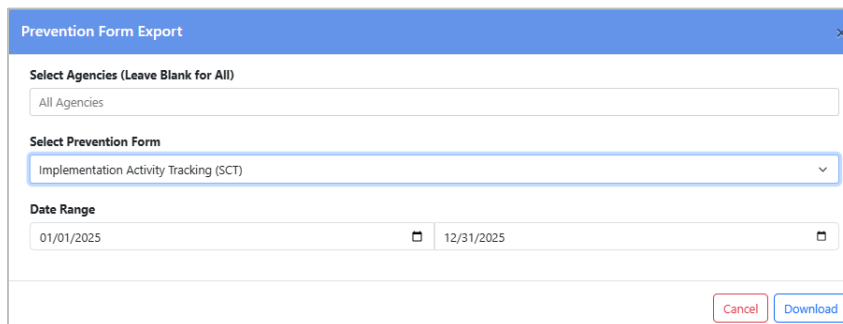 Prevention Form Export
Select Agencies (Leave Blank for All)
All Agencies
Select Prevention Form
Implementation Activity Tracking (SCT)
Date Range
01/01/2025 12/31/2025
Cancel Download